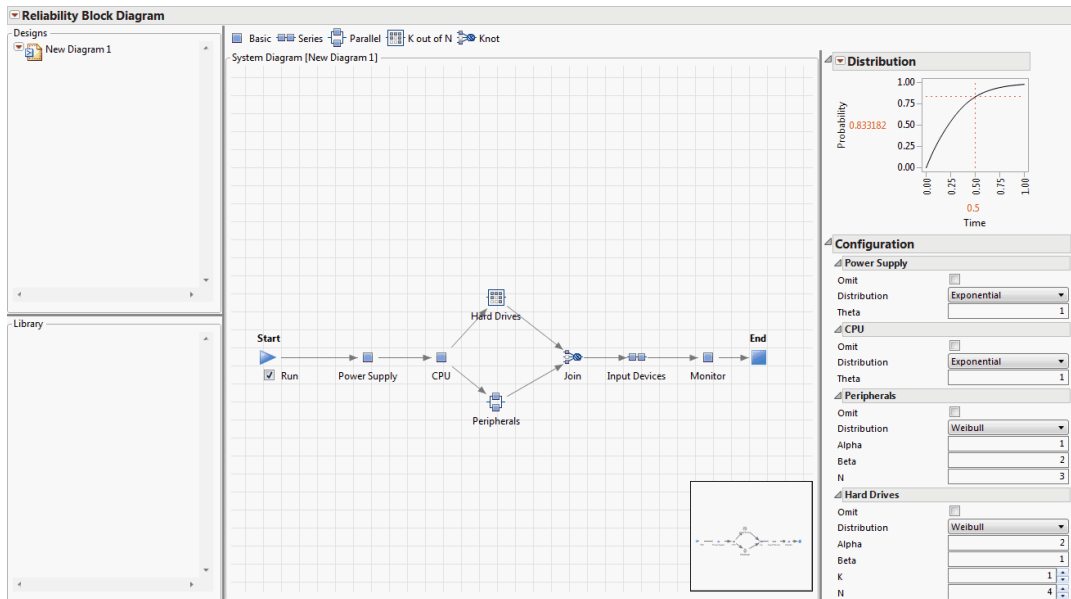 Reliability Block Diagram
Designs
New Diagram 1
Basic Series Parallel K out of N Knot
System Diagram [New Diagram 1]
Hard Drives
Start
End
Run
Power Supply
CPU
Join
Input Devices
Monitor
Peripherals
Library
Distribution
Probability
0.833182
1.00
0.75
0.50
0.25
0.00
0.00
0.25
0.50
0.75
1.00
0.5
Time
Configuration
Power Supply
Omit
Distribution Exponential
Theta 1
CPU
Omit
Distribution Exponential
Theta 1
Peripherals
Omit
Distribution Weibull
Alpha 1
Beta 2
N 3
Hard Drives
Omit
Distribution Weibull
Alpha 2
Beta 1
K 1
N 4